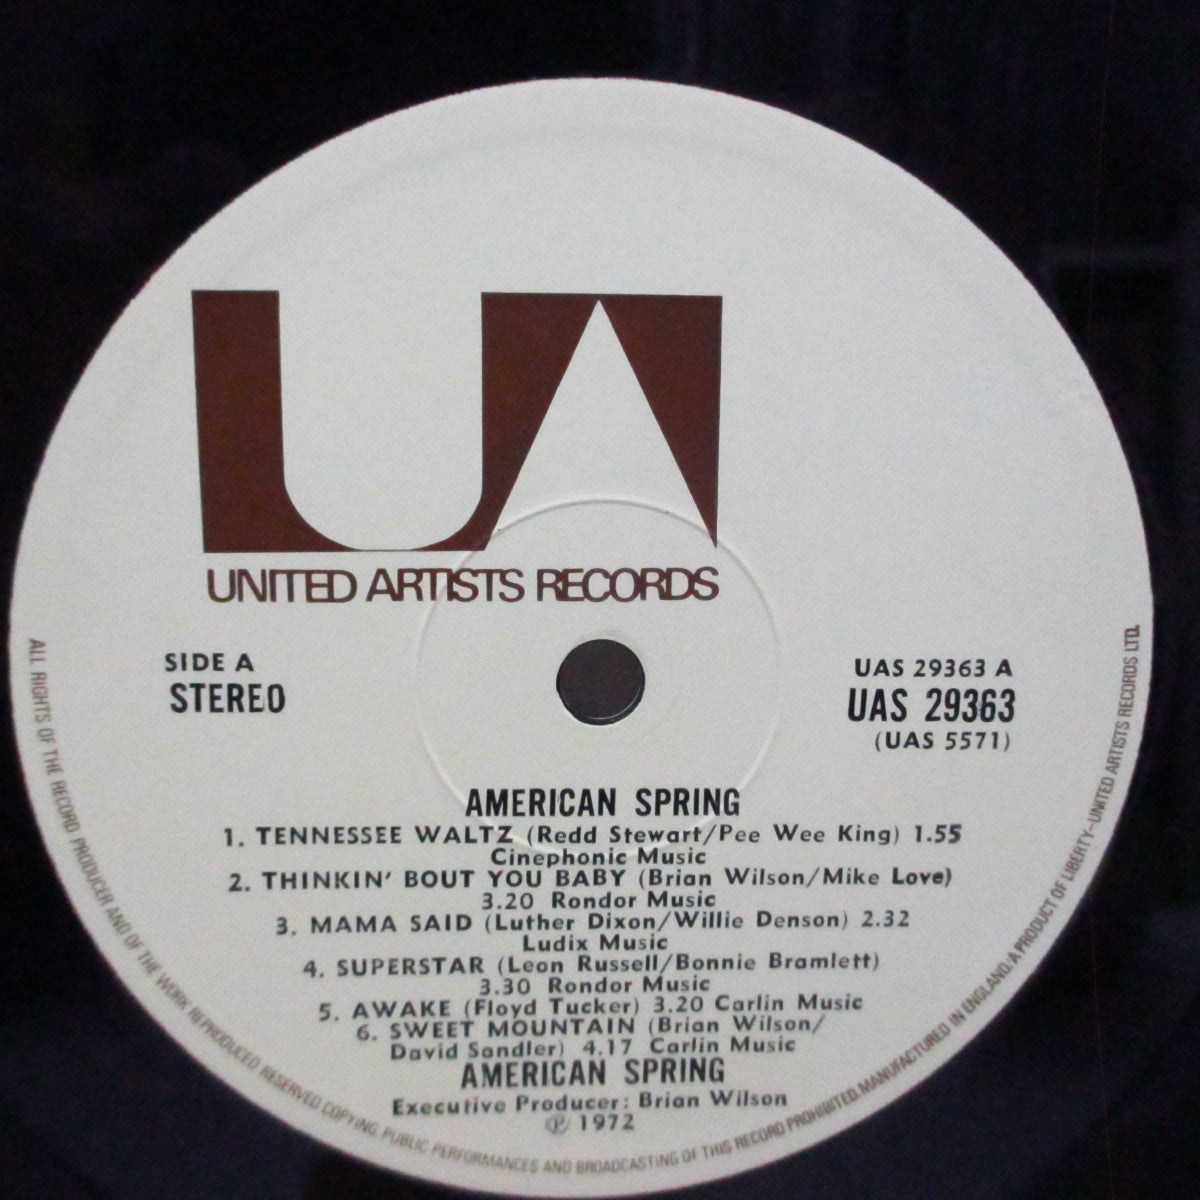 UA
UNITED ARTISTS RECORDS
SIDE A
STEREO
UAS 29363 A
UAS 29363
(UAS 5571)
AMERICAN SPRING
1. TENNESSEE WALTZ (Redd Stewart/Pee Wee King) 1.55
Cinephonic Music
2. THINKIN' BOUT YOU BABY (Brian Wilson/Mike Love)
3.20 Rondor Music
3. MAMA SAID (Luther Dixon/Willie Denson) 2.32
Ludix Music
4. SUPERSTAR (Leon Russell/Bonnie Bramlett)
3.30 Rondor Music
5. AWAKE (Floyd Tucker) 3.20 Carlin Music
6. SWEET MOUNTAIN (Brian Wilson/
David Sandler) 4.17 Carlin Music
AMERICAN SPRING
Executive Producer: Brian Wilson
℗ 1972
ALL RIGHTS OF THE RECORD PRODUCER AND OF THE WORK REPRODUCED RESERVED COPYING, PUBLIC PERFORMANCES AND BROADCASTING OF THIS RECORD PROHIBITED. MANUFACTURED IN ENGLAND. A PRODUCT OF LIBERTY-UNITED ARTISTS RECORDS LTD.